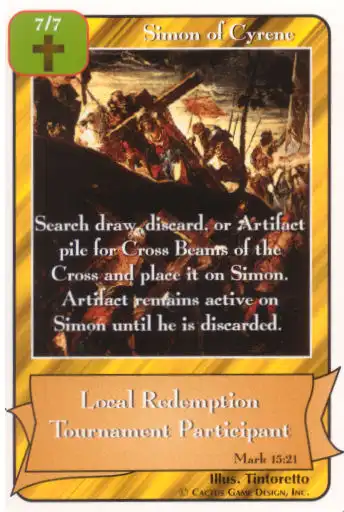 7/7
Simon of Cyrene
Search draw, discard, or Artifact
pile for Cross Beams of the
Cross and place it on Simon.
Artifact remains active on
Simon until he is discarded.
Local Redemption
Tournament Participant
Mark 15:21
Illus. Tintoretto
© Cactus Game Design, Inc.